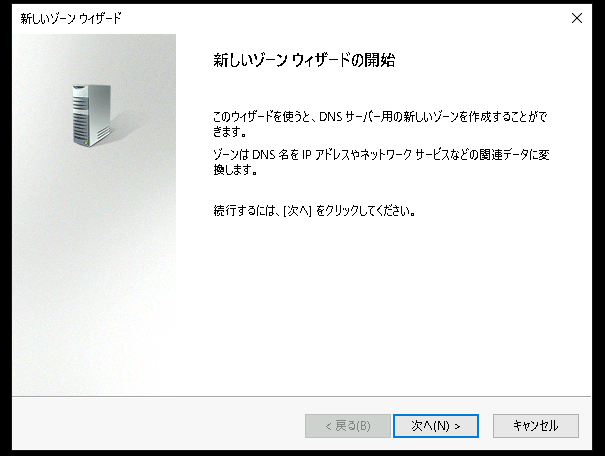 新しいゾーン ウィザード
新しいゾーン ウィザードの開始
このウィザードを使うと、DNS サーバー用の新しいゾーンを作成することがで
きます。
ゾーンは DNS 名を IP アドレスやネットワーク サービスなどの関連データに変
換します。
続行するには、[次へ] をクリックしてください。
< 戻る(B)
次へ(N) >
キャンセル